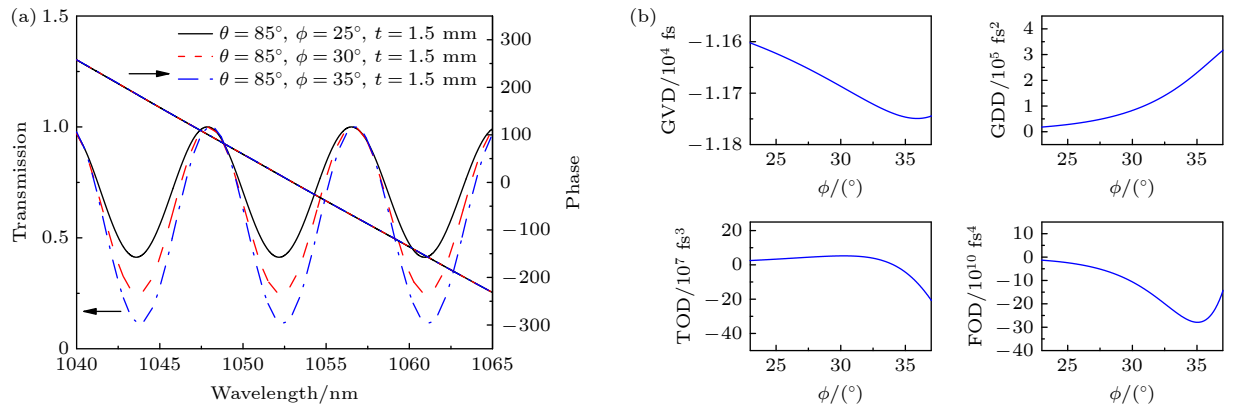 (a)
θ = 85°, ϕ = 25°, t = 1.5 mm
θ = 85°, ϕ = 30°, t = 1.5 mm
θ = 85°, ϕ = 35°, t = 1.5 mm
1.5
1.0
0.5
0
Transmission
300
200
100
0
−100
−200
−300
Phase
1040 1045 1050 1055 1060 1065
Wavelength/nm
(b)
GVD/10⁴ fs
−1.16
−1.17
−1.18
25 30 35
ϕ/(°)
GDD/10⁵ fs²
4
3
2
1
0
25 30 35
ϕ/(°)
TOD/10⁷ fs³
20
0
−20
−40
25 30 35
ϕ/(°)
FOD/10¹⁰ fs⁴
10
0
−10
−20
−30
−40
25 30 35
ϕ/(°)